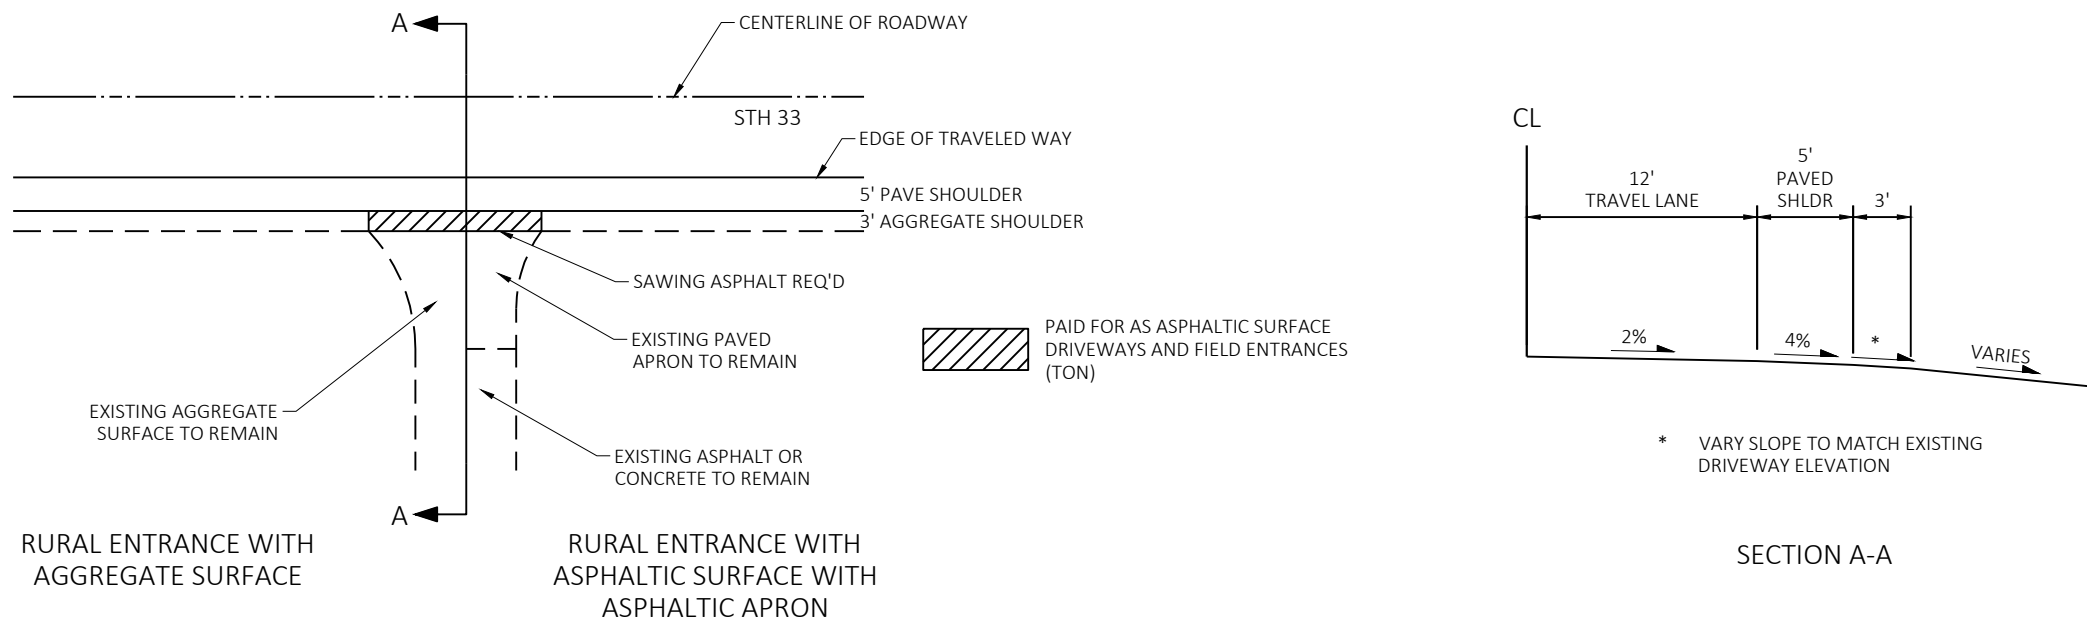 A
CENTERLINE OF ROADWAY
STH 33
EDGE OF TRAVELED WAY
5' PAVE SHOULDER
3' AGGREGATE SHOULDER
SAWING ASPHALT REQ'D
EXISTING PAVED
APRON TO REMAIN
EXISTING AGGREGATE
SURFACE TO REMAIN
EXISTING ASPHALT OR
CONCRETE TO REMAIN
A
RURAL ENTRANCE WITH
AGGREGATE SURFACE
RURAL ENTRANCE WITH
ASPHALTIC SURFACE WITH
ASPHALTIC APRON
PAID FOR AS ASPHALTIC SURFACE
DRIVEWAYS AND FIELD ENTRANCES
(TON)
CL
12'
TRAVEL LANE
5'
PAVED
SHLDR
3'
2%
4%
*
VARIES
* VARY SLOPE TO MATCH EXISTING
DRIVEWAY ELEVATION
SECTION A-A